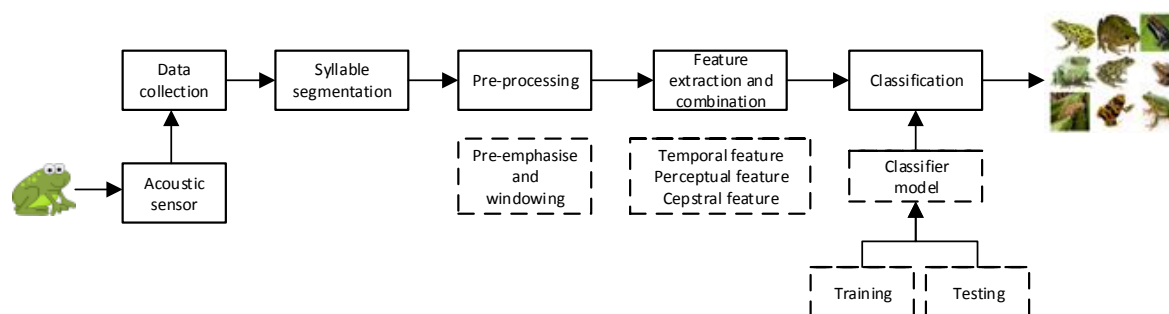 Data
collection
Syllable
segmentation
Pre-processing
Feature
extraction and
combination
Classification
Acoustic
sensor
Pre-emphasise
and
windowing
Temporal feature
Perceptual feature
Cepstral feature
Classifier
model
Training
Testing